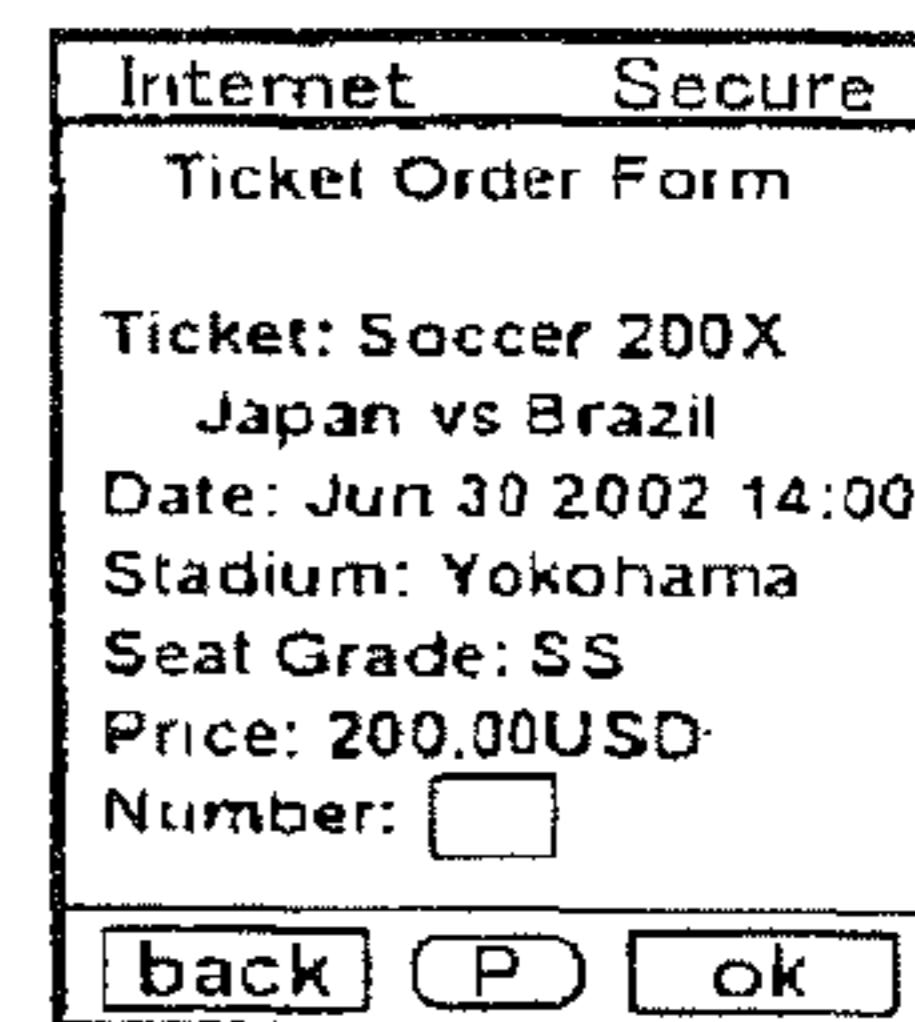 Internet Secure
Ticket Order Form
Ticket: Soccer 200X
Japan vs Brazil
Date: Jun 30 2002 14:00
Stadium: Yokohama
Seat Grade: SS
Price: 200.00USD
Number:
back P ok